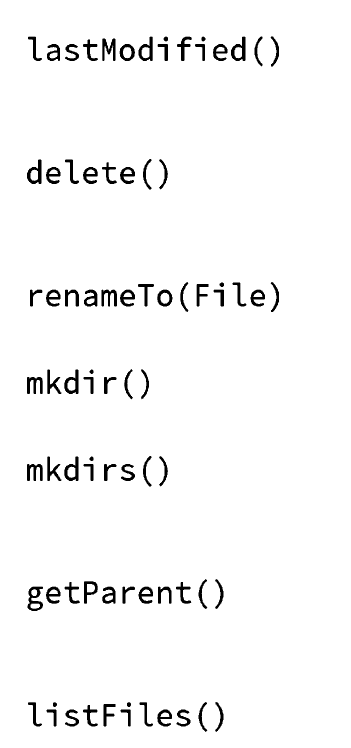 lastModified()
delete()
renameTo(File)
mkdir()
mkdirs()
getParent()
listFiles()